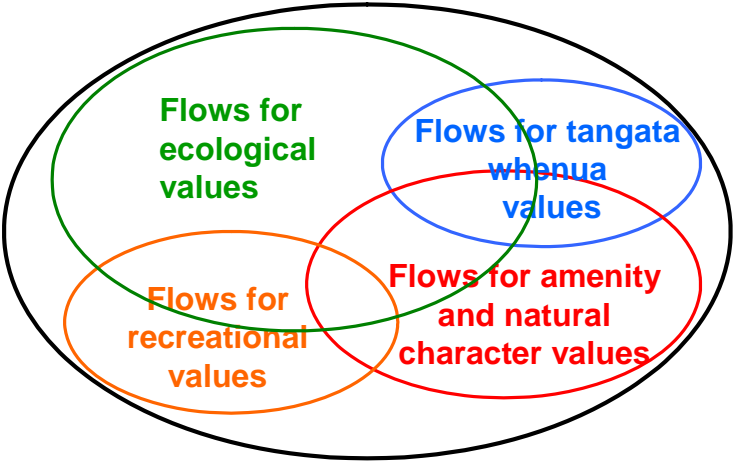 Flows for
ecological
values
Flows for tangata
whenua
values
Flows for
recreational
values
Flows for amenity
and natural
character values